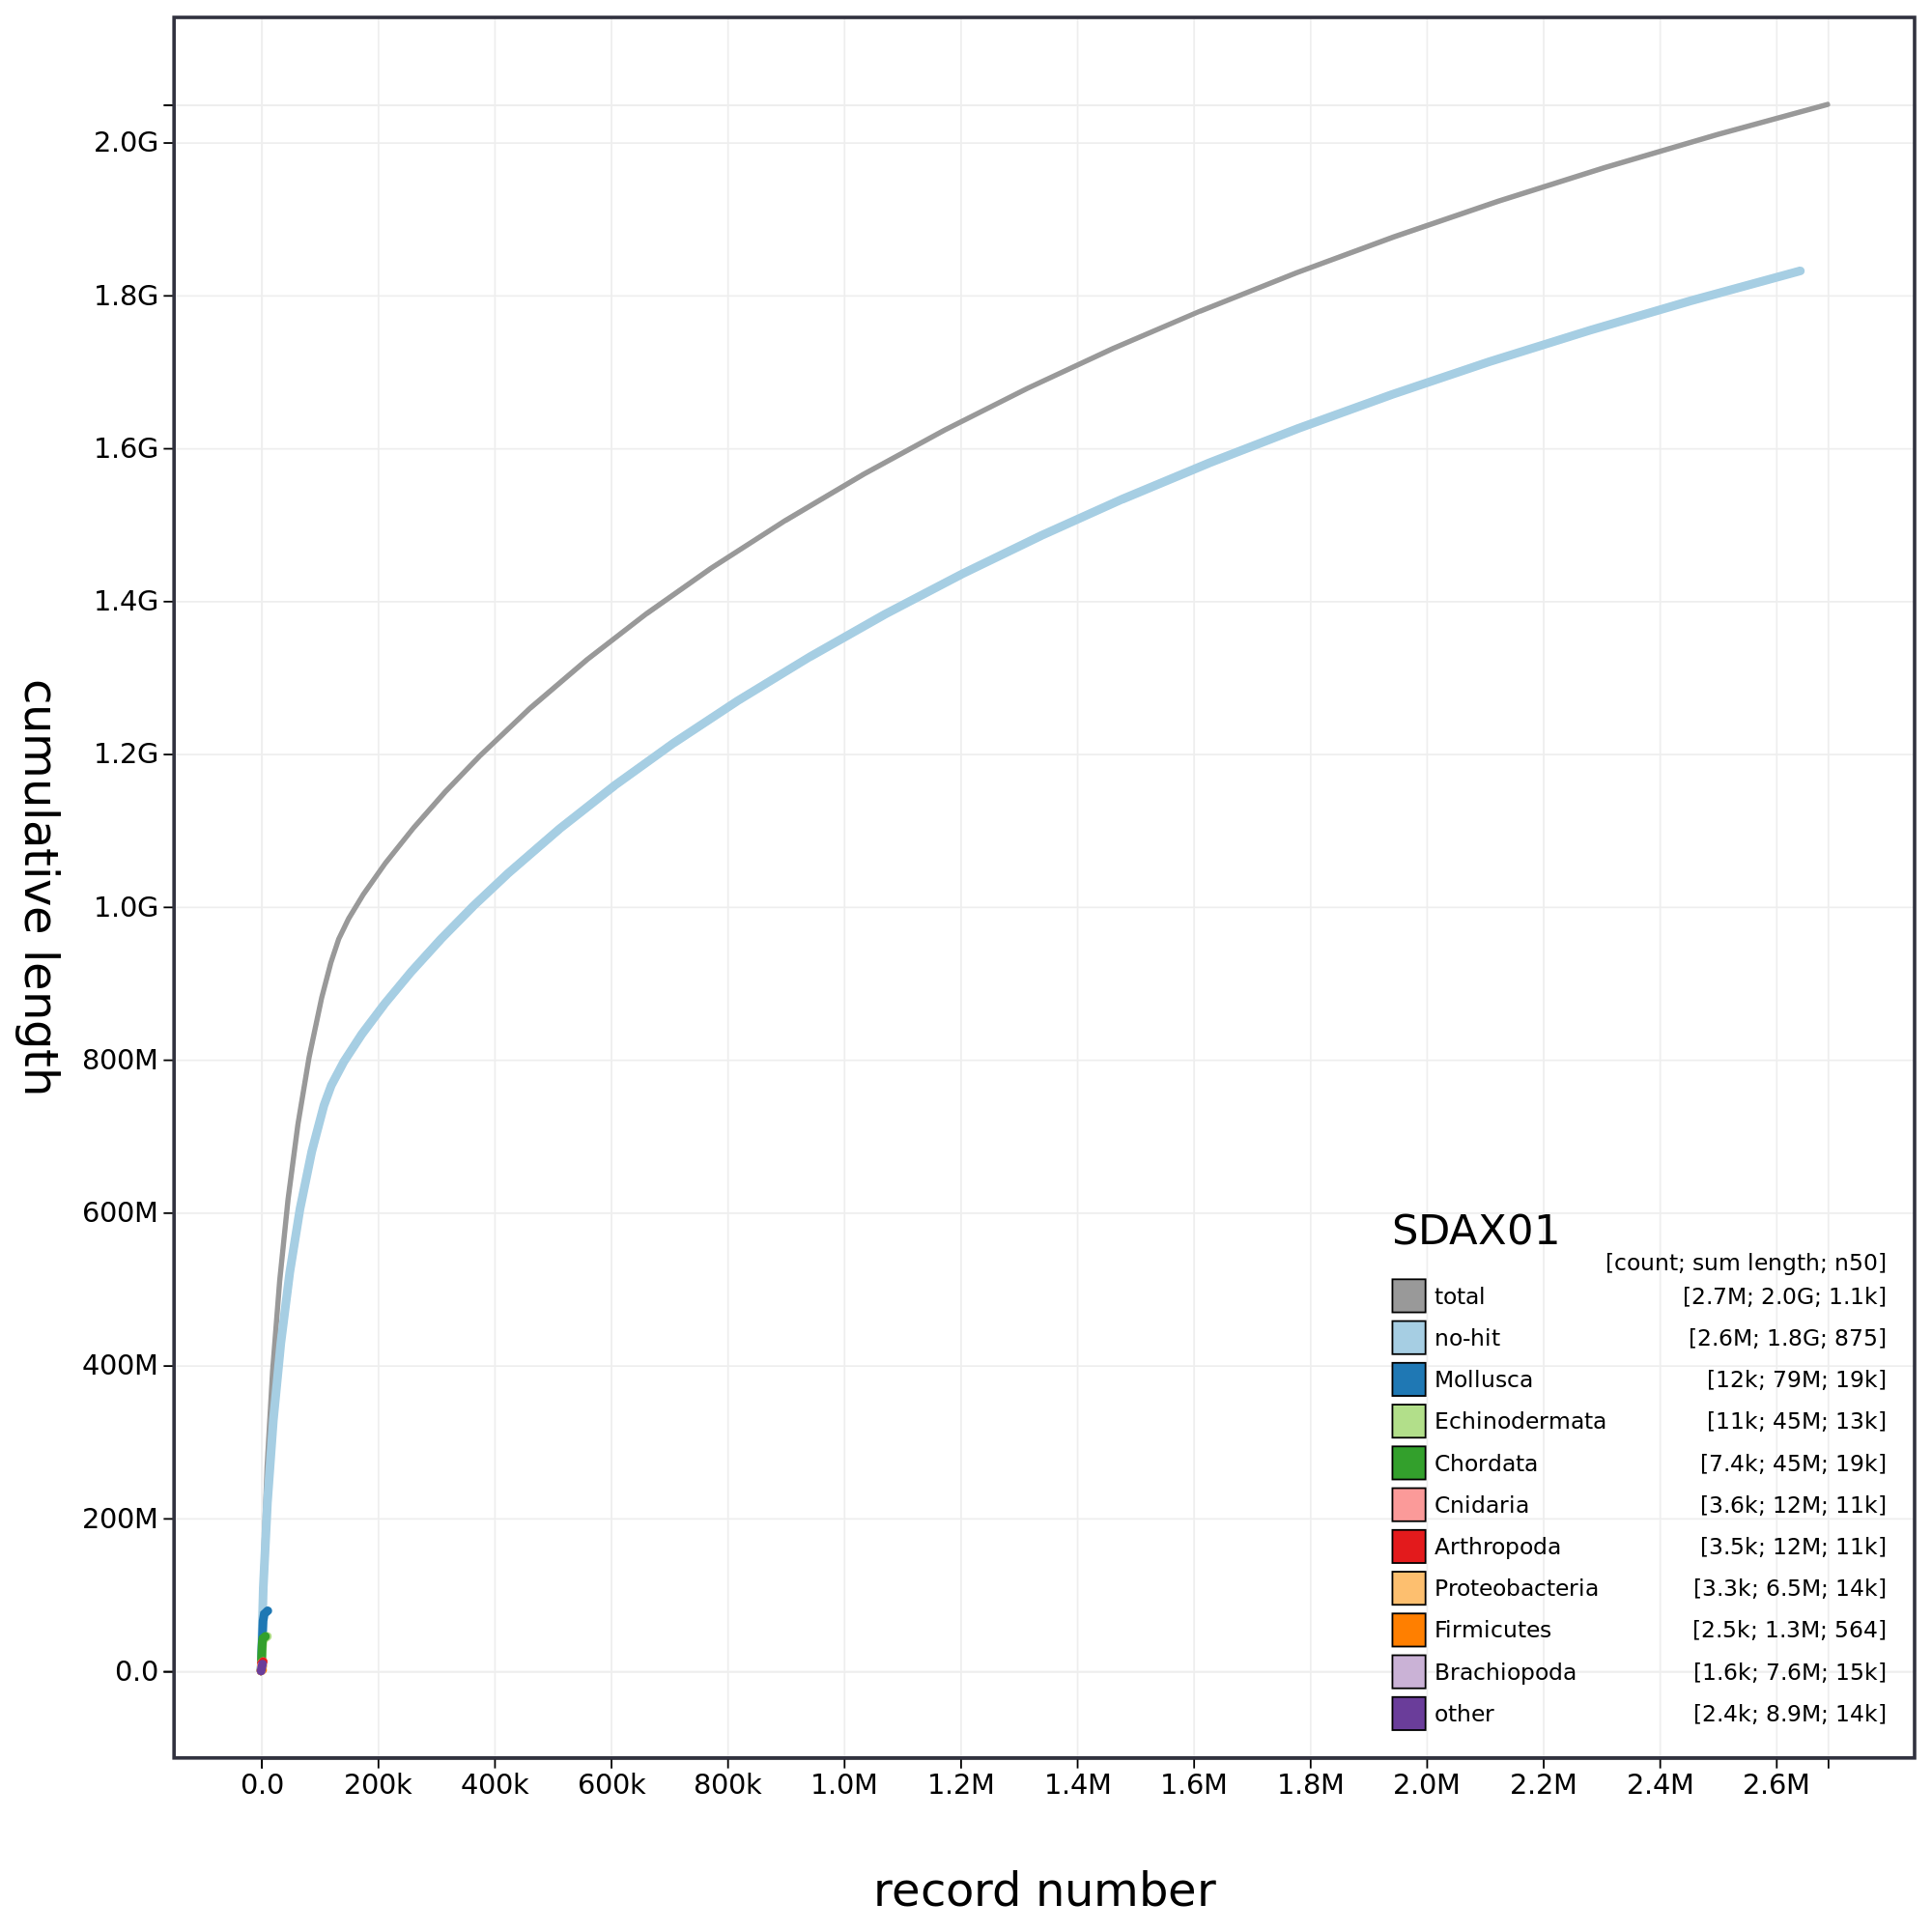 2.0G
1.8G
1.6G
1.4G
1.2G
1.0G
800M
600M
400M
200M
0.0
cumulative length
SDAX01
[count; sum length; n50]
total [2.7M; 2.0G; 1.1k]
no-hit [2.6M; 1.8G; 875]
Mollusca [12k; 79M; 19k]
Echinodermata [11k; 45M; 13k]
Chordata [7.4k; 45M; 19k]
Cnidaria [3.6k; 12M; 11k]
Arthropoda [3.5k; 12M; 11k]
Proteobacteria [3.3k; 6.5M; 14k]
Firmicutes [2.5k; 1.3M; 564]
Brachiopoda [1.6k; 7.6M; 15k]
other [2.4k; 8.9M; 14k]
0.0 200k 400k 600k 800k 1.0M 1.2M 1.4M 1.6M 1.8M 2.0M 2.2M 2.4M 2.6M
record number